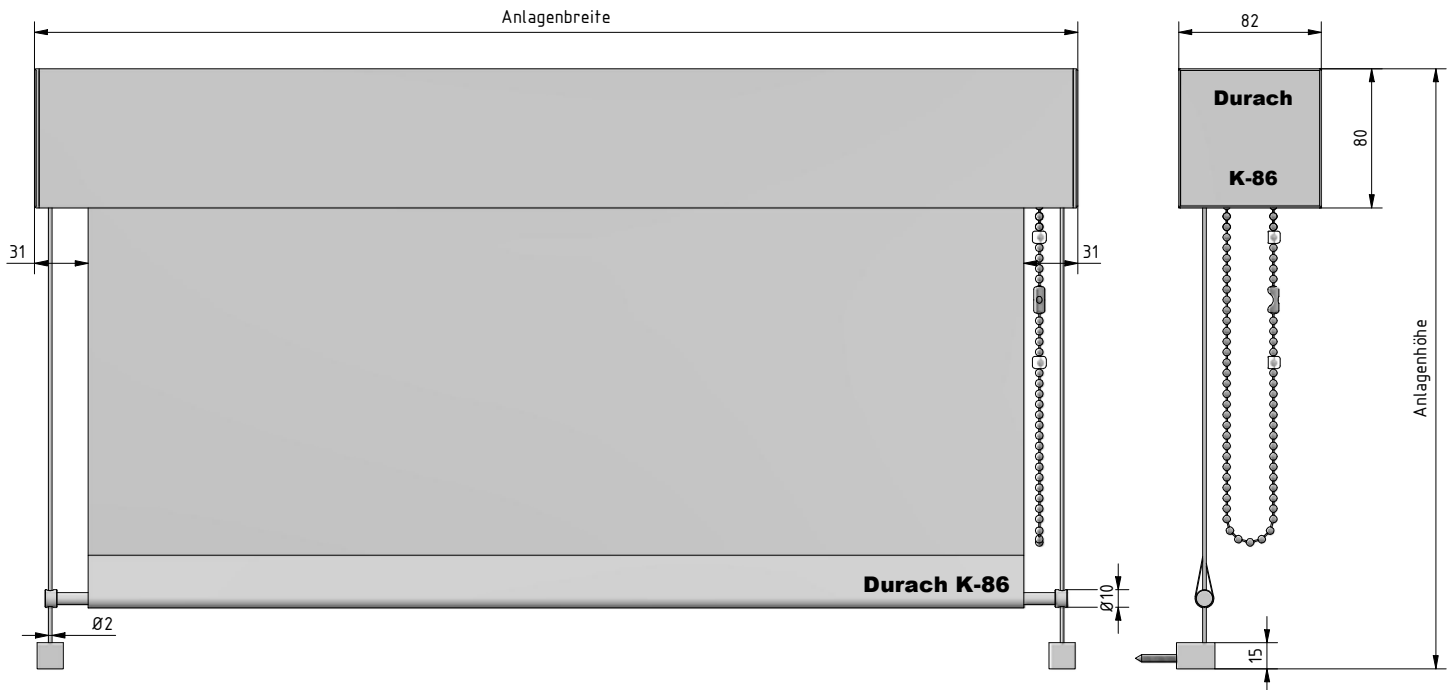 Anlagenbreite
82
Durach
K-86
80
31
31
Anlagenhöhe
Durach K-86
Ø10
Ø2
15